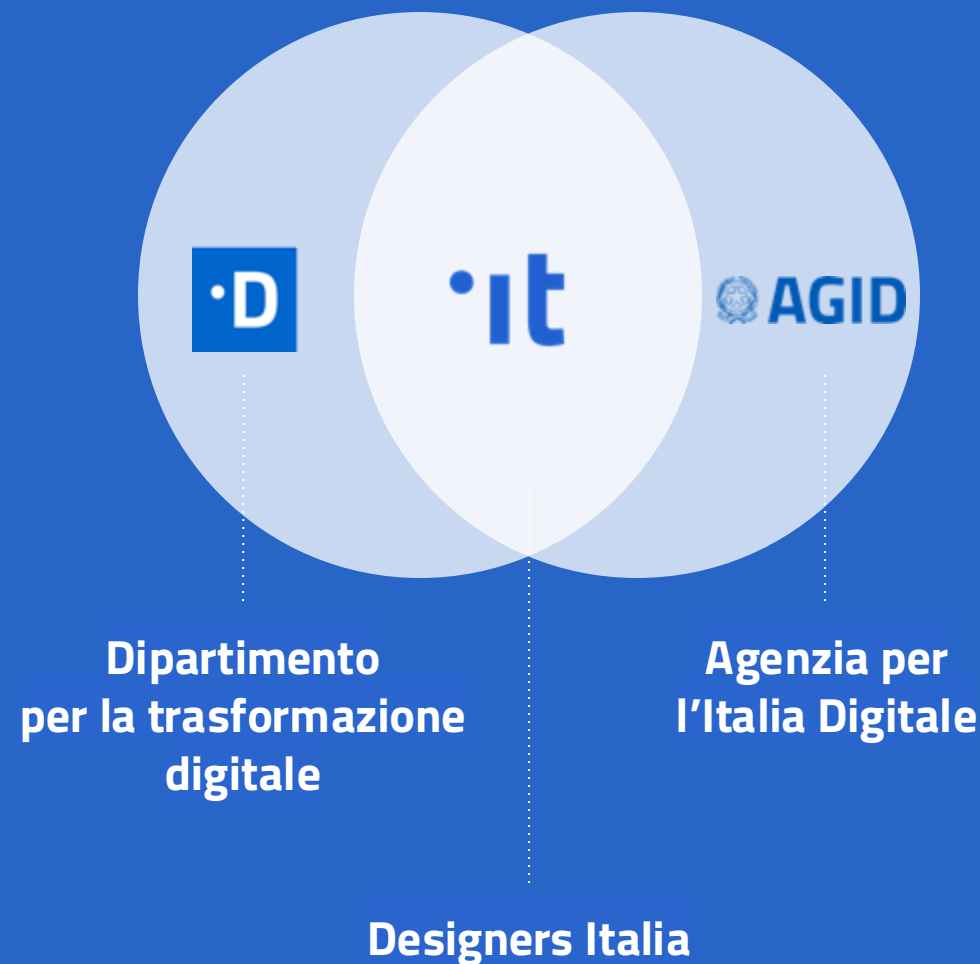 ·D
·it
AGID
Dipartimento
per la trasformazione
digitale
Agenzia per
l’Italia Digitale
Designers Italia